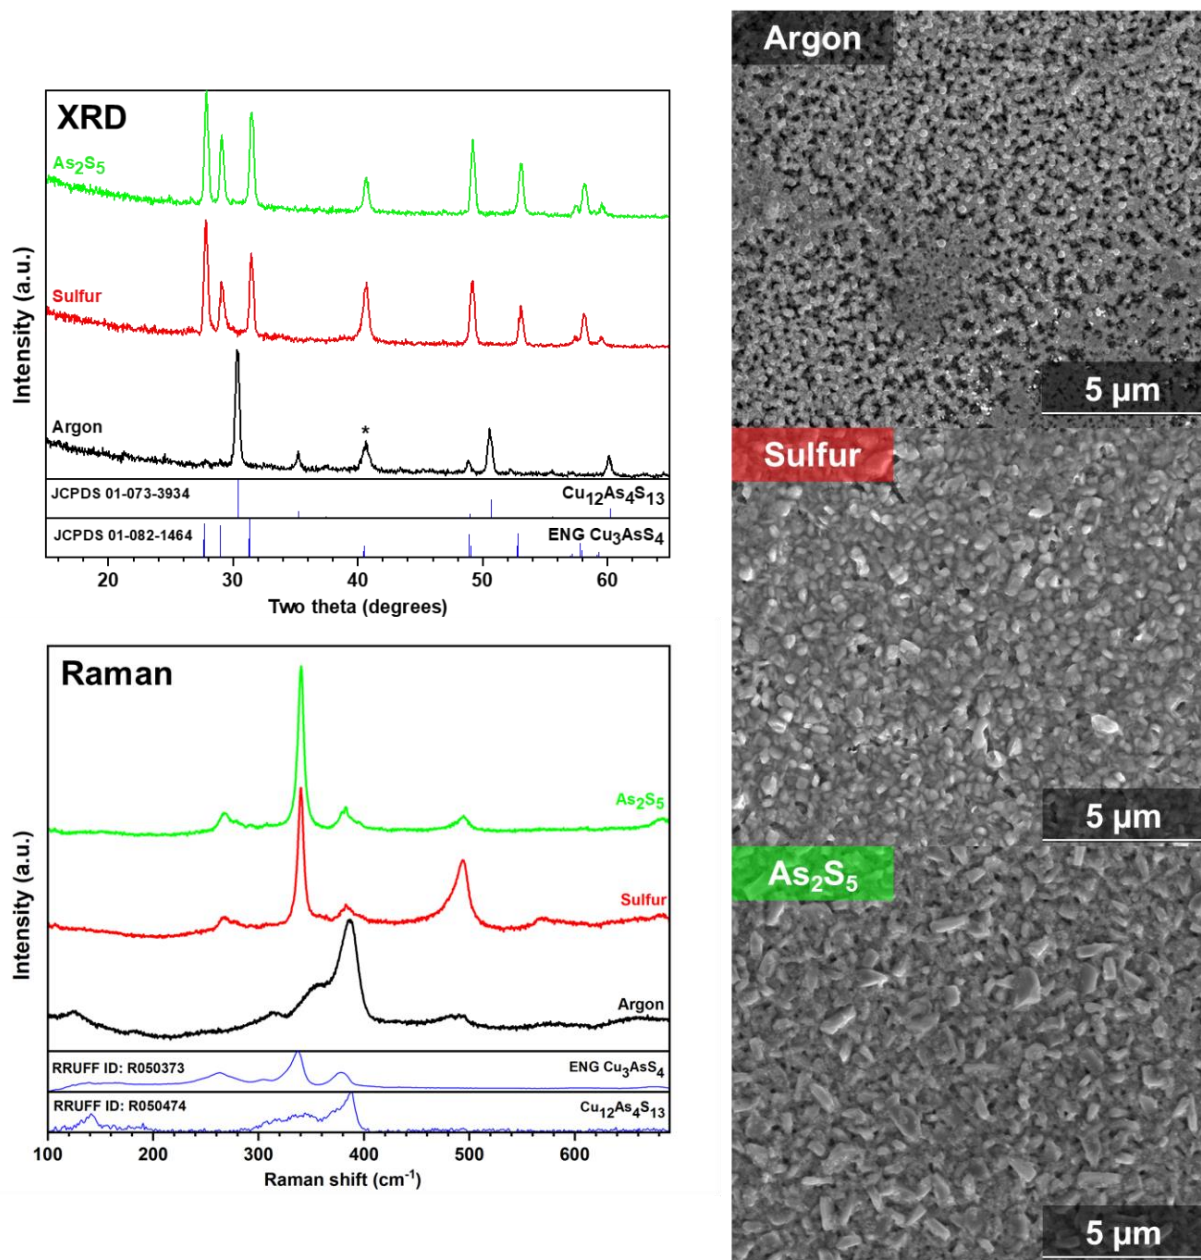 XRD
As₂S₅
Sulfur
Argon
*
JCPDS 01-073-3934
Cu₁₂As₄S₁₃
JCPDS 01-082-1464
ENG Cu₃AsS₄
20
30
40
50
60
Two theta (degrees)
Intensity (a.u.)
Raman
As₂S₅
Sulfur
Argon
RRUFF ID: R050373
ENG Cu₃AsS₄
RRUFF ID: R050474
Cu₁₂As₄S₁₃
100
200
300
400
500
600
Raman shift (cm⁻¹)
Intensity (a.u.)
Argon
5 µm
Sulfur
5 µm
As₂S₅
5 µm